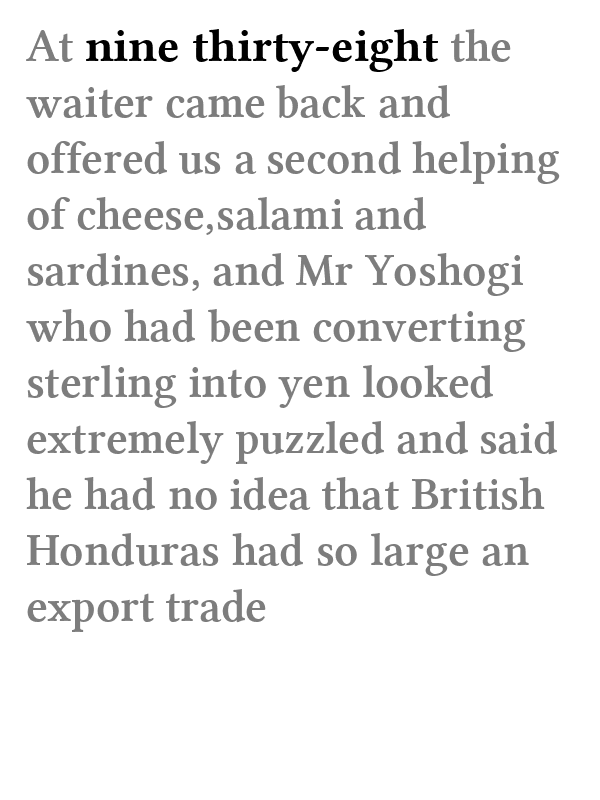 At nine thirty-eight the
waiter came back and
offered us a second helping
of cheese,salami and
sardines, and Mr Yoshogi
who had been converting
sterling into yen looked
extremely puzzled and said
he had no idea that British
Honduras had so large an
export trade